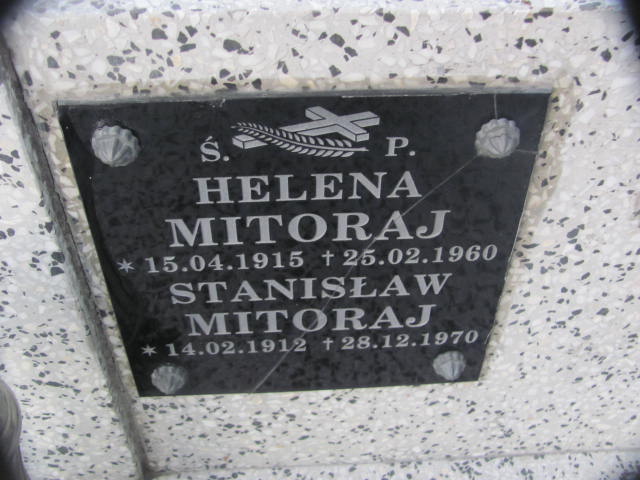 Ś. P.
HELENA
MITORAJ
* 15.04.1915 † 25.02.1960
STANISŁAW
MITORAJ
* 14.02.1912 † 28.12.1970